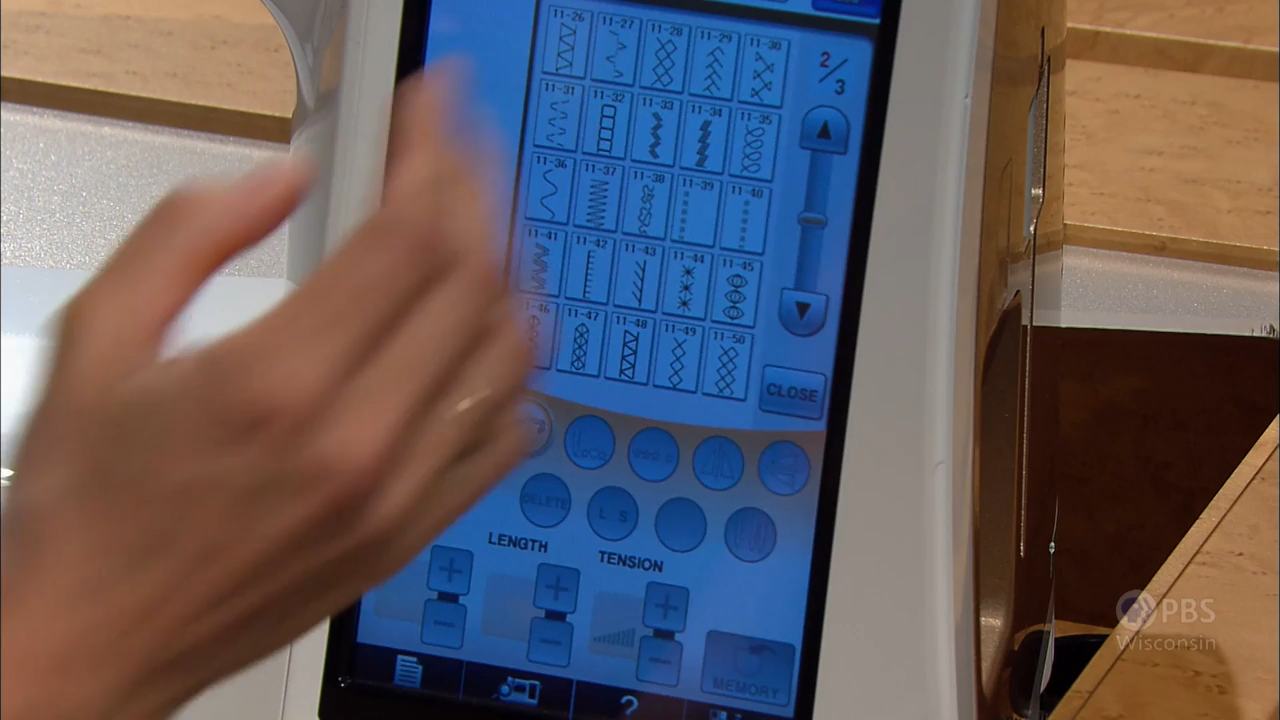 11-26 11-27 11-28 11-29 11-30
2/3
11-31 11-32 11-33 11-34 11-35
11-36 11-37 11-38 11-39 11-40
11-41 11-42 11-43 11-44 11-45
11-46 11-47 11-48 11-49 11-50
CLOSE
DELETE L S
LENGTH TENSION
MEMORY
?
PBS
Wisconsin